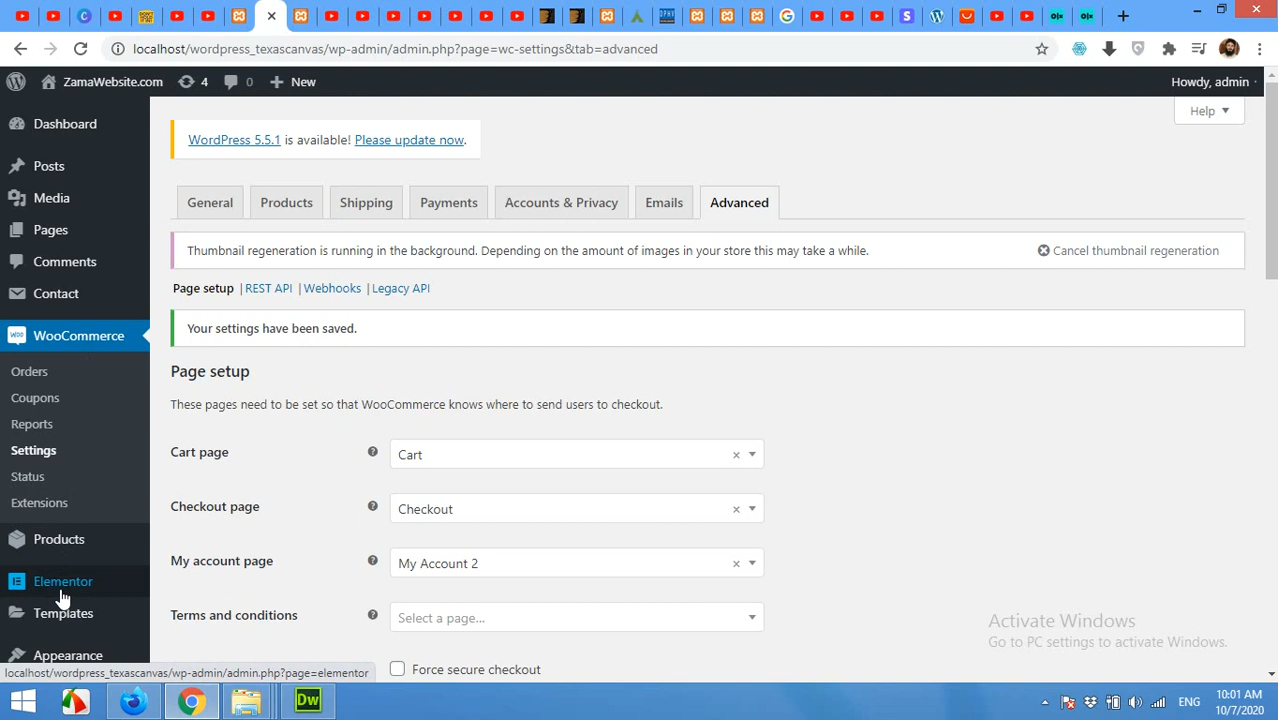 localhost/wordpress_texascanvas/wp-admin/admin.php?page=wc-settings&tab=advanced
ZamaWebsite.com 4 0 New Howdy, admin
Help
WordPress 5.5.1 is available! Please update now.
Dashboard
Posts
Media
Pages
Comments
Contact
WooCommerce
Orders
Coupons
Reports
Settings
Status
Extensions
Products
Elementor
Templates
Appearance
General Products Shipping Payments Accounts & Privacy Emails Advanced
Thumbnail regeneration is running in the background. Depending on the amount of images in your store this may take a while. Cancel thumbnail regeneration
Page setup | REST API | Webhooks | Legacy API
Your settings have been saved.
Page setup
These pages need to be set so that WooCommerce knows where to send users to checkout.
Cart page Cart ×
Checkout page Checkout ×
My account page My Account 2 ×
Terms and conditions Select a page...
Force secure checkout
Activate Windows
Go to PC settings to activate Windows.
localhost/wordpress_texascanvas/wp-admin/admin.php?page=elementor
Dw
ENG
10:01 AM
10/7/2020